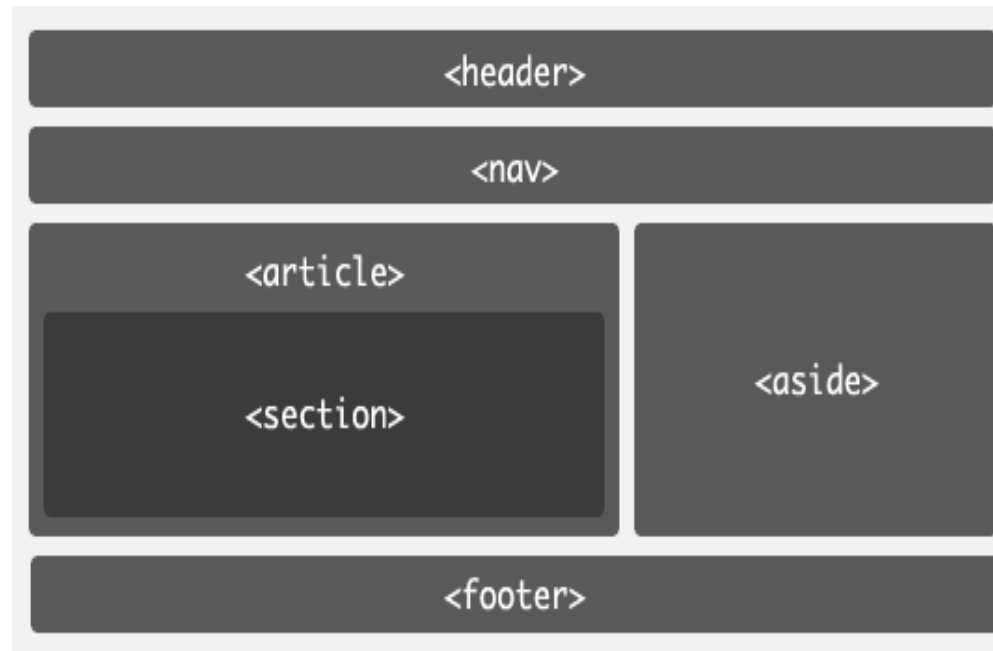 <header>
<nav>
<article>
<section>
<aside>
<footer>